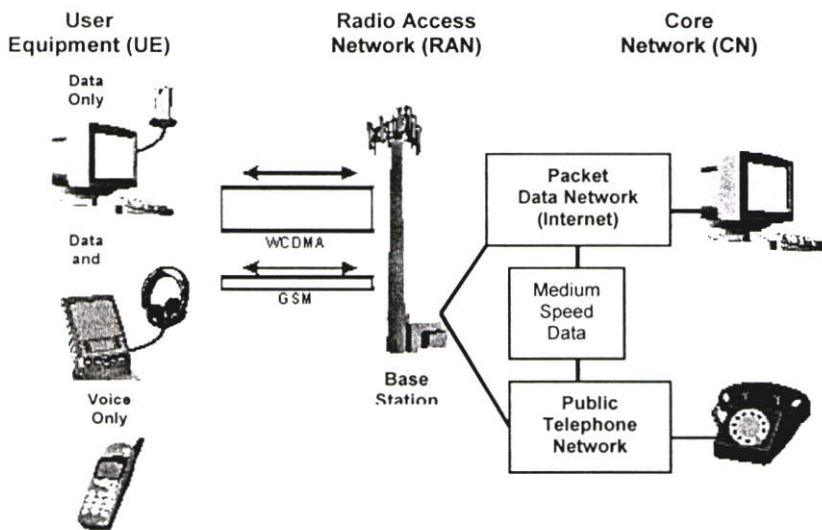 User
Equipment (UE)
Radio Access
Network (RAN)
Core
Network (CN)
Data
Only
WCDMA
Data
and
GSM
Voice
Only
Base
Station
Packet
Data Network
(Internet)
Medium
Speed
Data
Public
Telephone
Network